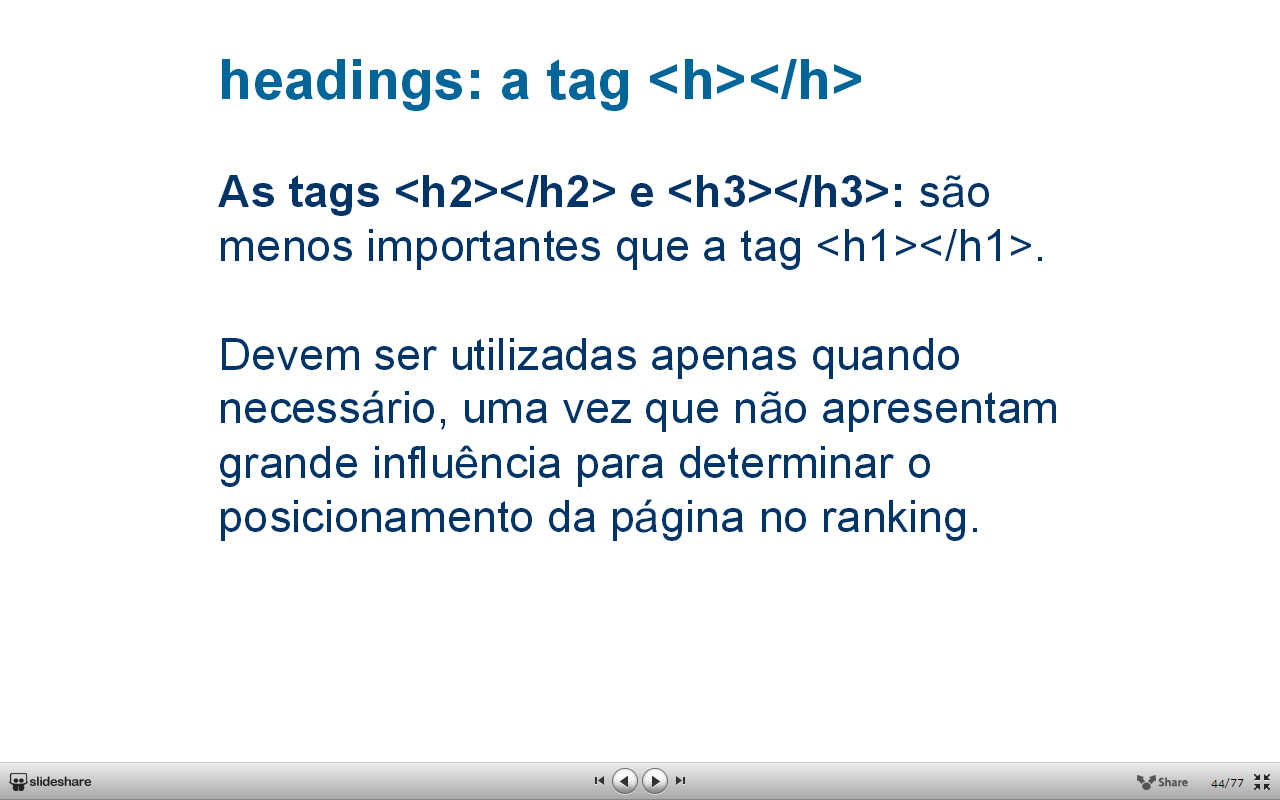 headings: a tag <h></h>
As tags <h2></h2> e <h3></h3>: são
menos importantes que a tag <h1></h1>.
Devem ser utilizadas apenas quando
necessário, uma vez que não apresentam
grande influência para determinar o
posicionamento da página no ranking.
slideshare
Share
44/77